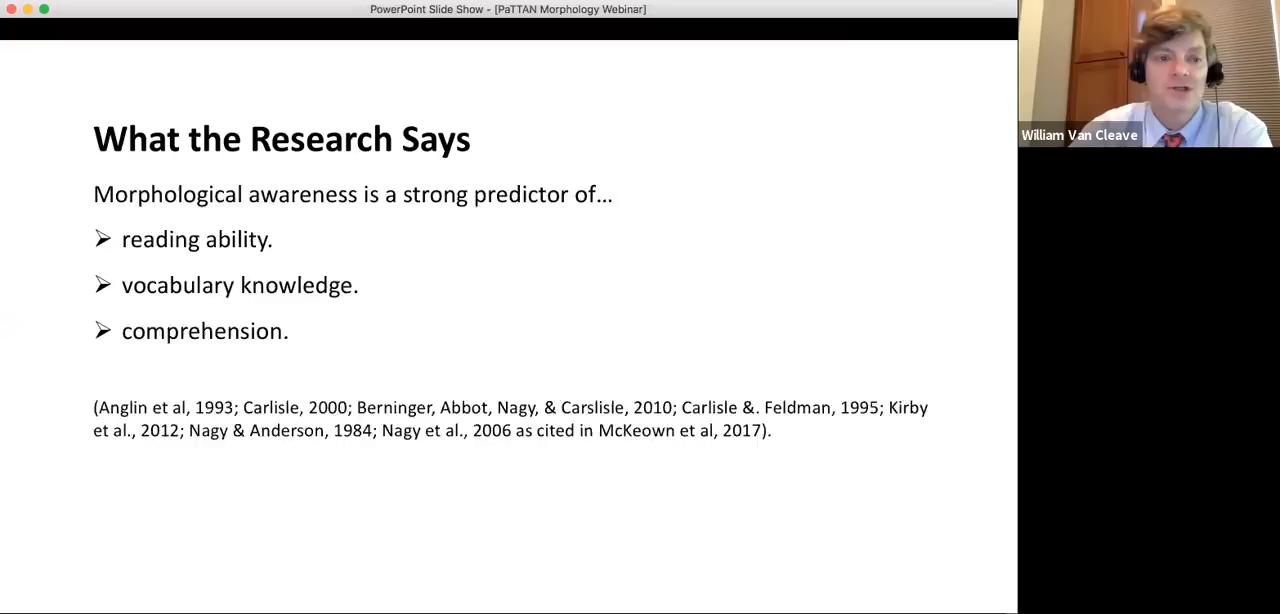 PowerPoint Slide Show - [PaTTAN Morphology Webinar]
William Van Cleave
What the Research Says
Morphological awareness is a strong predictor of...
➢ reading ability.
➢ vocabulary knowledge.
➢ comprehension.
(Anglin et al, 1993; Carlisle, 2000; Berninger, Abbot, Nagy, & Carslisle, 2010; Carlisle &. Feldman, 1995; Kirby
et al., 2012; Nagy & Anderson, 1984; Nagy et al., 2006 as cited in McKeown et al, 2017).